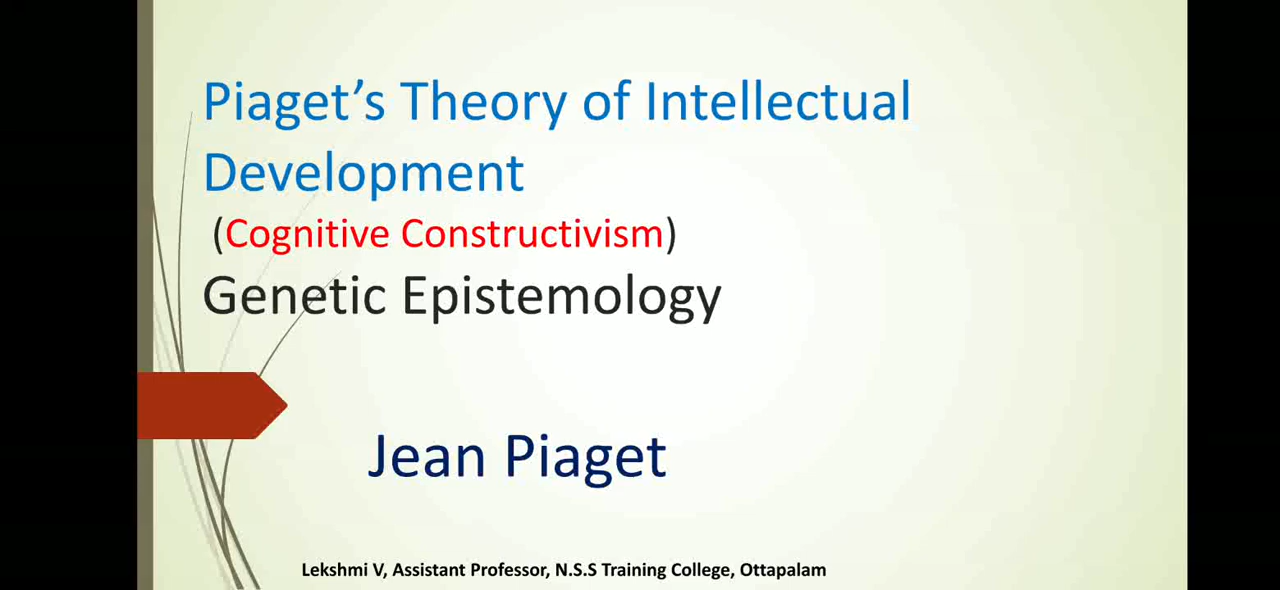 Piaget’s Theory of Intellectual
Development
(Cognitive Constructivism)
Genetic Epistemology
Jean Piaget
Lekshmi V, Assistant Professor, N.S.S Training College, Ottapalam